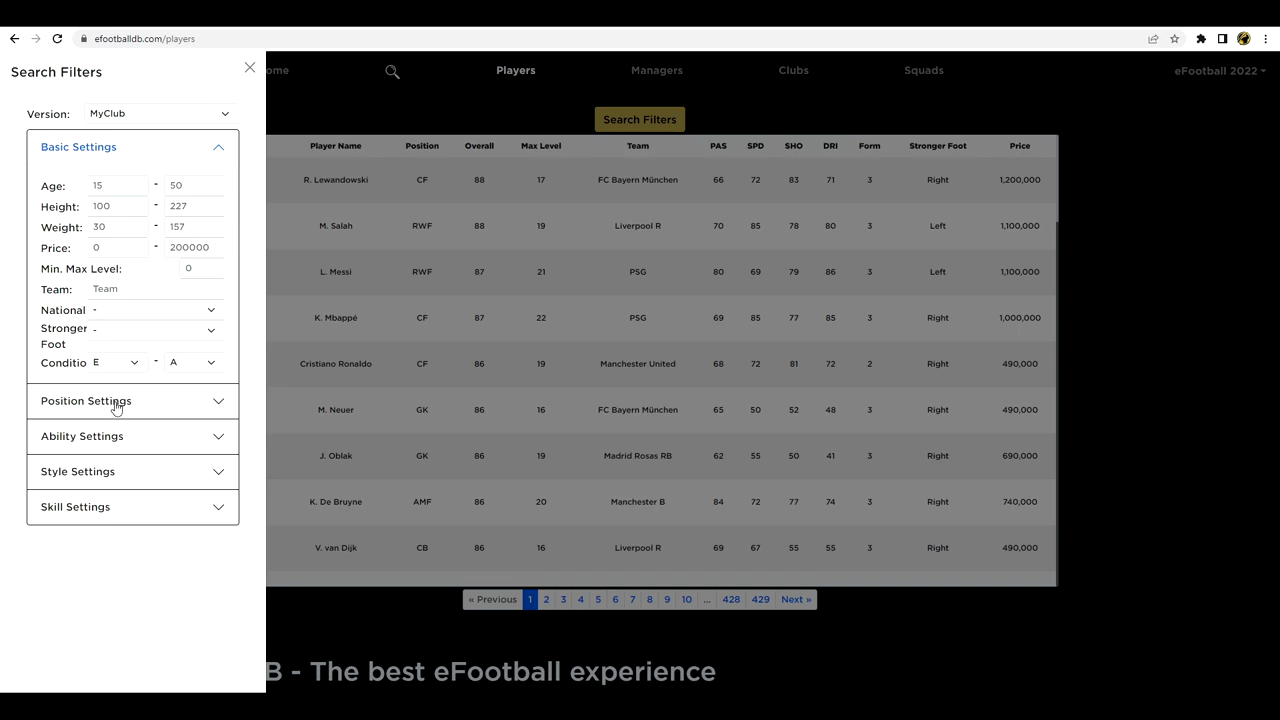 efootballdb.com/players
Search Filters
Version: MyClub
Basic Settings
Age: 15 - 50
Height: 100 - 227
Weight: 30 - 157
Price: 0 - 200000
Min. Max Level: 0
Team: Team
National -
Stronger Foot -
Conditio E - A
Position Settings
Ability Settings
Style Settings
Skill Settings
ome Players Managers Clubs Squads eFootball 2022
Search Filters
Player Name Position Overall Max Level Team PAS SPD SHO DRI Form Stronger Foot Price
R. Lewandowski CF 88 17 FC Bayern München 66 72 83 71 3 Right 1,200,000
M. Salah RWF 88 19 Liverpool R 70 85 78 80 3 Left 1,100,000
L. Messi RWF 87 21 PSG 80 69 79 86 3 Left 1,100,000
K. Mbappé CF 87 22 PSG 69 85 77 85 3 Right 1,000,000
Cristiano Ronaldo CF 86 19 Manchester United 68 72 81 72 2 Right 490,000
M. Neuer GK 86 16 FC Bayern München 65 50 52 48 3 Right 490,000
J. Oblak GK 86 19 Madrid Rosas RB 62 55 50 41 3 Right 690,000
K. De Bruyne AMF 86 20 Manchester B 84 72 77 74 3 Right 740,000
V. van Dijk CB 86 16 Liverpool R 69 67 55 55 3 Right 490,000
« Previous 1 2 3 4 5 6 7 8 9 10 ... 428 429 Next »
B - The best eFootball experience